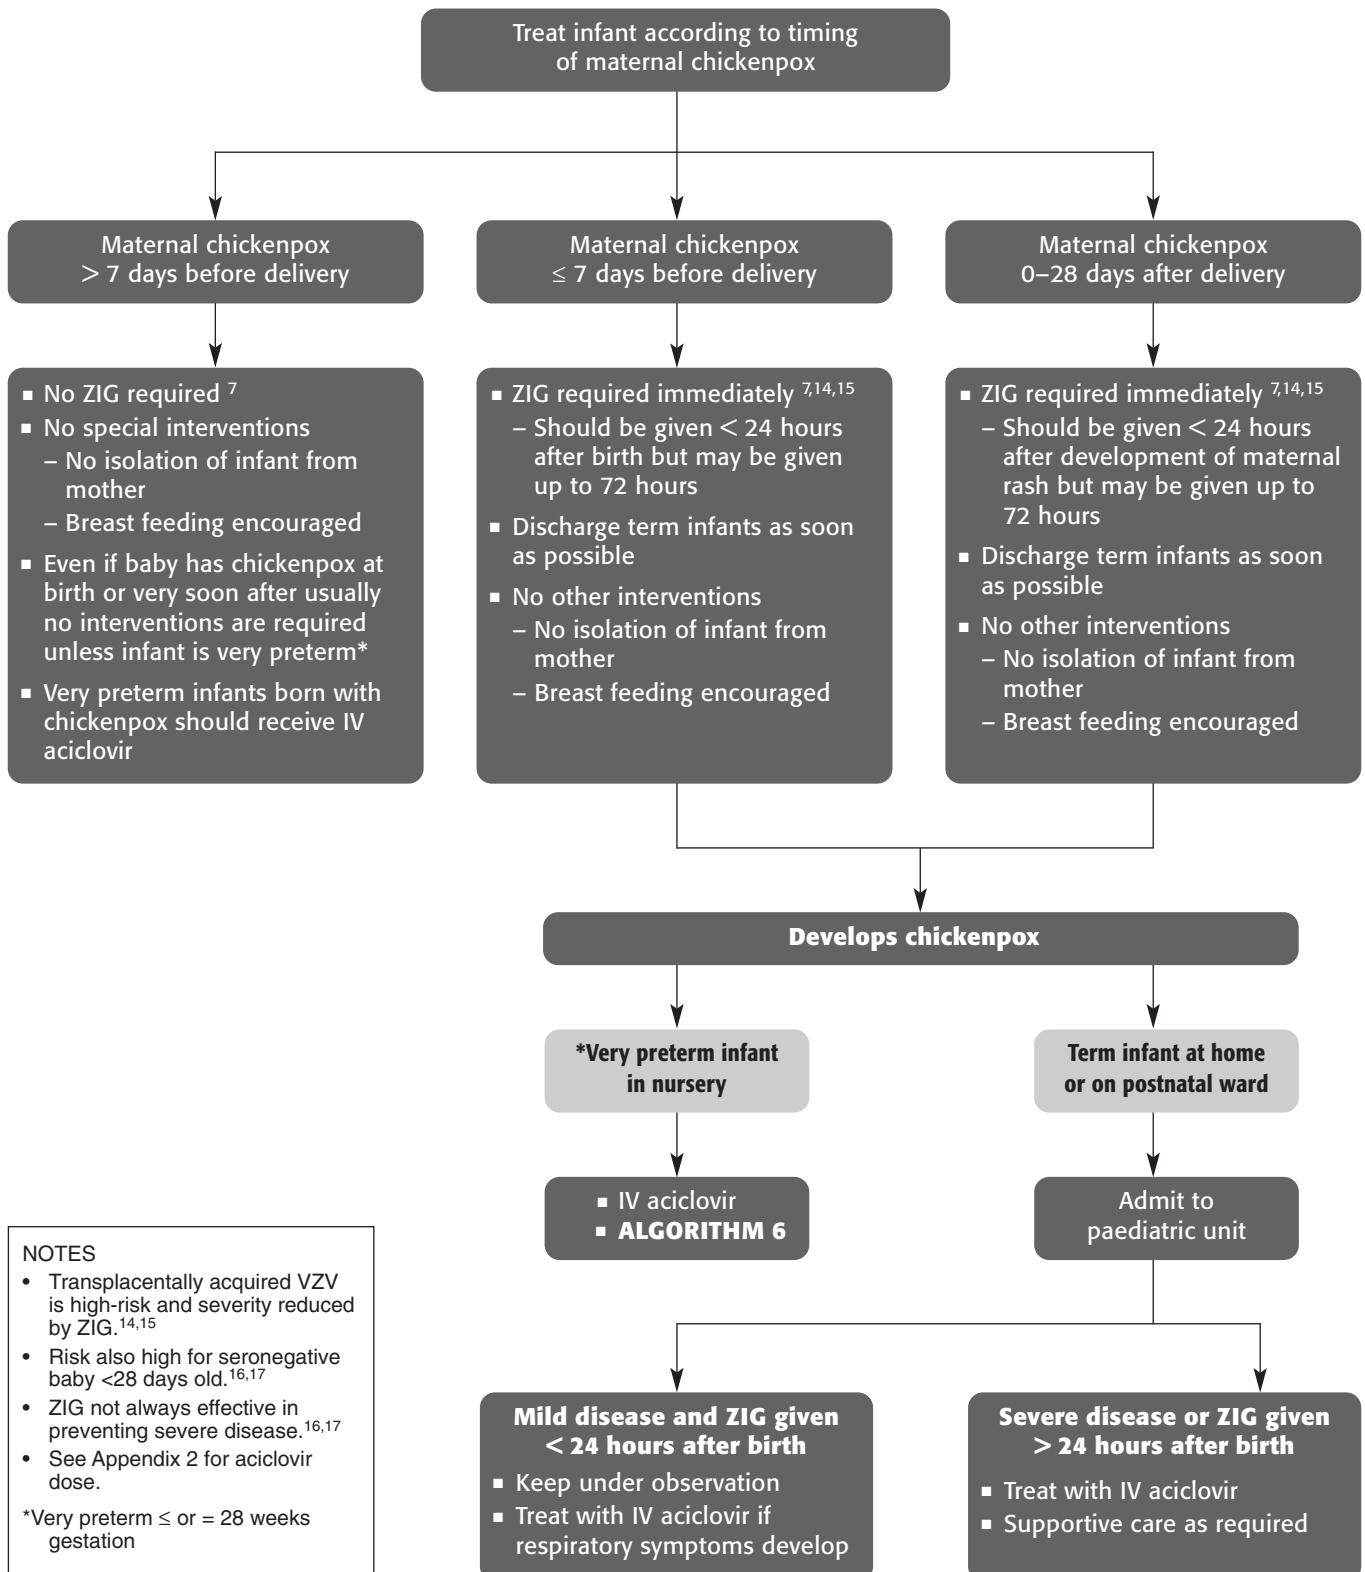 Treat infant according to timing
of maternal chickenpox
Maternal chickenpox
> 7 days before delivery
Maternal chickenpox
≤ 7 days before delivery
Maternal chickenpox
0–28 days after delivery
■ No ZIG required 7
■ No special interventions
– No isolation of infant from
mother
– Breast feeding encouraged
■ Even if baby has chickenpox at
birth or very soon after usually
no interventions are required
unless infant is very preterm*
■ Very preterm infants born with
chickenpox should receive IV
aciclovir
■ ZIG required immediately 7,14,15
– Should be given < 24 hours
after birth but may be given
up to 72 hours
■ Discharge term infants as soon
as possible
■ No other interventions
– No isolation of infant from
mother
– Breast feeding encouraged
■ ZIG required immediately 7,14,15
– Should be given < 24 hours
after development of maternal
rash but may be given up to
72 hours
■ Discharge term infants as soon
as possible
■ No other interventions
– No isolation of infant from
mother
– Breast feeding encouraged
Develops chickenpox
*Very preterm infant
in nursery
Term infant at home
or on postnatal ward
■ IV aciclovir
■ ALGORITHM 6
Admit to
paediatric unit
Mild disease and ZIG given
< 24 hours after birth
■ Keep under observation
■ Treat with IV aciclovir if
respiratory symptoms develop
Severe disease or ZIG given
> 24 hours after birth
■ Treat with IV aciclovir
■ Supportive care as required
NOTES
• Transplacentally acquired VZV
is high-risk and severity reduced
by ZIG.14,15
• Risk also high for seronegative
baby <28 days old.16,17
• ZIG not always effective in
preventing severe disease.16,17
• See Appendix 2 for aciclovir
dose.
*Very preterm ≤ or = 28 weeks
gestation